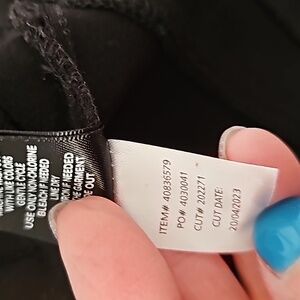 WITH LIKE COLORS
GENTLE CYCLE
USE ONLY NON-CHLORINE
BLEACH IF NEEDED
IF NEEDED
GARMENT
OUT
ITEM# 40836579
PO# 4030041
CUT# 202271
CUT DATE:
20/04/2023